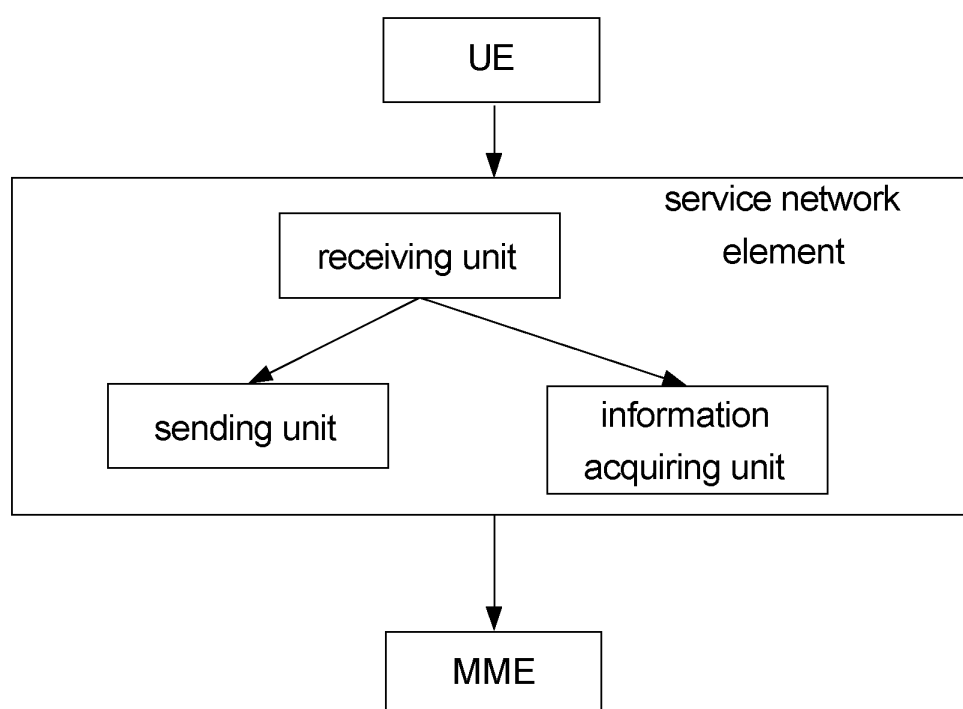 UE
service network
element
receiving unit
sending unit
information
acquiring unit
MME